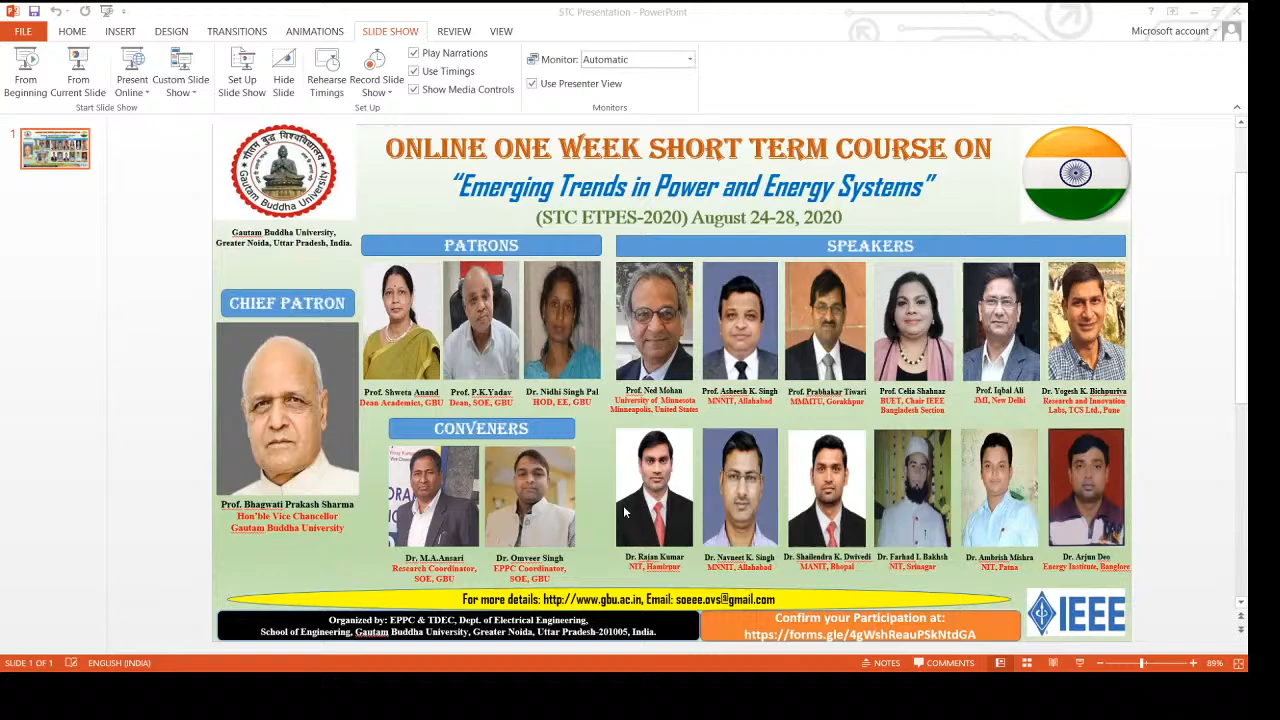 STC Presentation - PowerPoint
FILE HOME INSERT DESIGN TRANSITIONS ANIMATIONS SLIDE SHOW REVIEW VIEW
Microsoft account
From Beginning
From Current Slide
Present Online
Custom Slide Show
Set Up Slide Show
Hide Slide
Rehearse Timings
Record Slide Show
Play Narrations
Use Timings
Show Media Controls
Monitor: Automatic
Use Presenter View
Start Slide Show
Set Up
Monitors
1
गौतम बुद्ध विश्वविद्यालय
Gautam Buddha University
ONLINE ONE WEEK SHORT TERM COURSE ON
“Emerging Trends in Power and Energy Systems”
(STC ETPES-2020) August 24-28, 2020
Gautam Buddha University,
Greater Noida, Uttar Pradesh, India.
CHIEF PATRON
Prof. Bhagwati Prakash Sharma
Hon'ble Vice Chancellor
Gautam Buddha University
PATRONS
Prof. Shweta Anand
Dean Academics, GBU
Prof. P.K.Yadav
Dean, SOE, GBU
Dr. Nidhi Singh Pal
HOD, EE, GBU
CONVENERS
Dr. M.A.Ansari
Research Coordinator,
SOE, GBU
Dr. Omveer Singh
EPPC Coordinator,
SOE, GBU
SPEAKERS
Prof. Ned Mohan
University of Minnesota
Minneapolis, United States
Prof. Asheesh K. Singh
MNNIT, Allahabad
Prof. Prabhakar Tiwari
MMMTU, Gorakhpur
Prof. Celia Shahnaz
BUET, Chair IEEE
Bangladesh Section
Prof. Iqbal Ali
JMI, New Delhi
Dr. Yogesh K. Bichpuriya
Research and Innovation
Labs, TCS Ltd., Pune
Dr. Rajan Kumar
NIT, Hamirpur
Dr. Navneet K. Singh
MNNIT, Allahabad
Dr. Shailendra K. Dwivedi
MANIT, Bhopal
Dr. Farhad I. Bakhsh
NIT, Srinagar
Dr. Ambrish Mishra
NIT, Patna
Dr. Arjun Deo
Energy Institute, Banglore
For more details: http://www.gbu.ac.in, Email: soeee.ovs@gmail.com
Organized by: EPPC & TDEC, Dept. of Electrical Engineering,
School of Engineering, Gautam Buddha University, Greater Noida, Uttar Pradesh-201005, India.
Confirm your Participation at:
https://forms.gle/4gWshReauPSkNtdGA
IEEE
SLIDE 1 OF 1 ENGLISH (INDIA) NOTES COMMENTS 89%